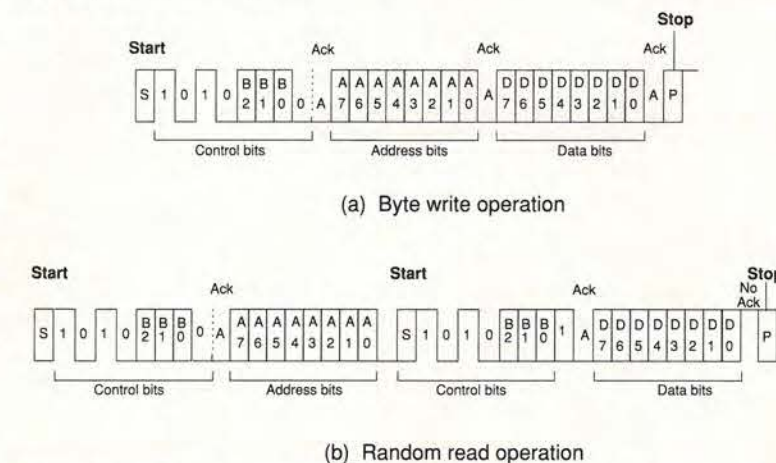 Stop
Start Ack Ack Ack
S 1 0 1 0 B2 B1 B0 0 A A7 A6 A5 A4 A3 A2 A1 A0 A D7 D6 D5 D4 D3 D2 D1 D0 A P
Control bits Address bits Data bits
(a) Byte write operation
Start Start Stop
Ack Ack No Ack
S 1 0 1 0 B2 B1 B0 0 A A7 A6 A5 A4 A3 A2 A1 A0 S 1 0 1 0 B2 B1 B0 1 A D7 D6 D5 D4 D3 D2 D1 D0 P
Control bits Address bits Control bits Data bits
(b) Random read operation